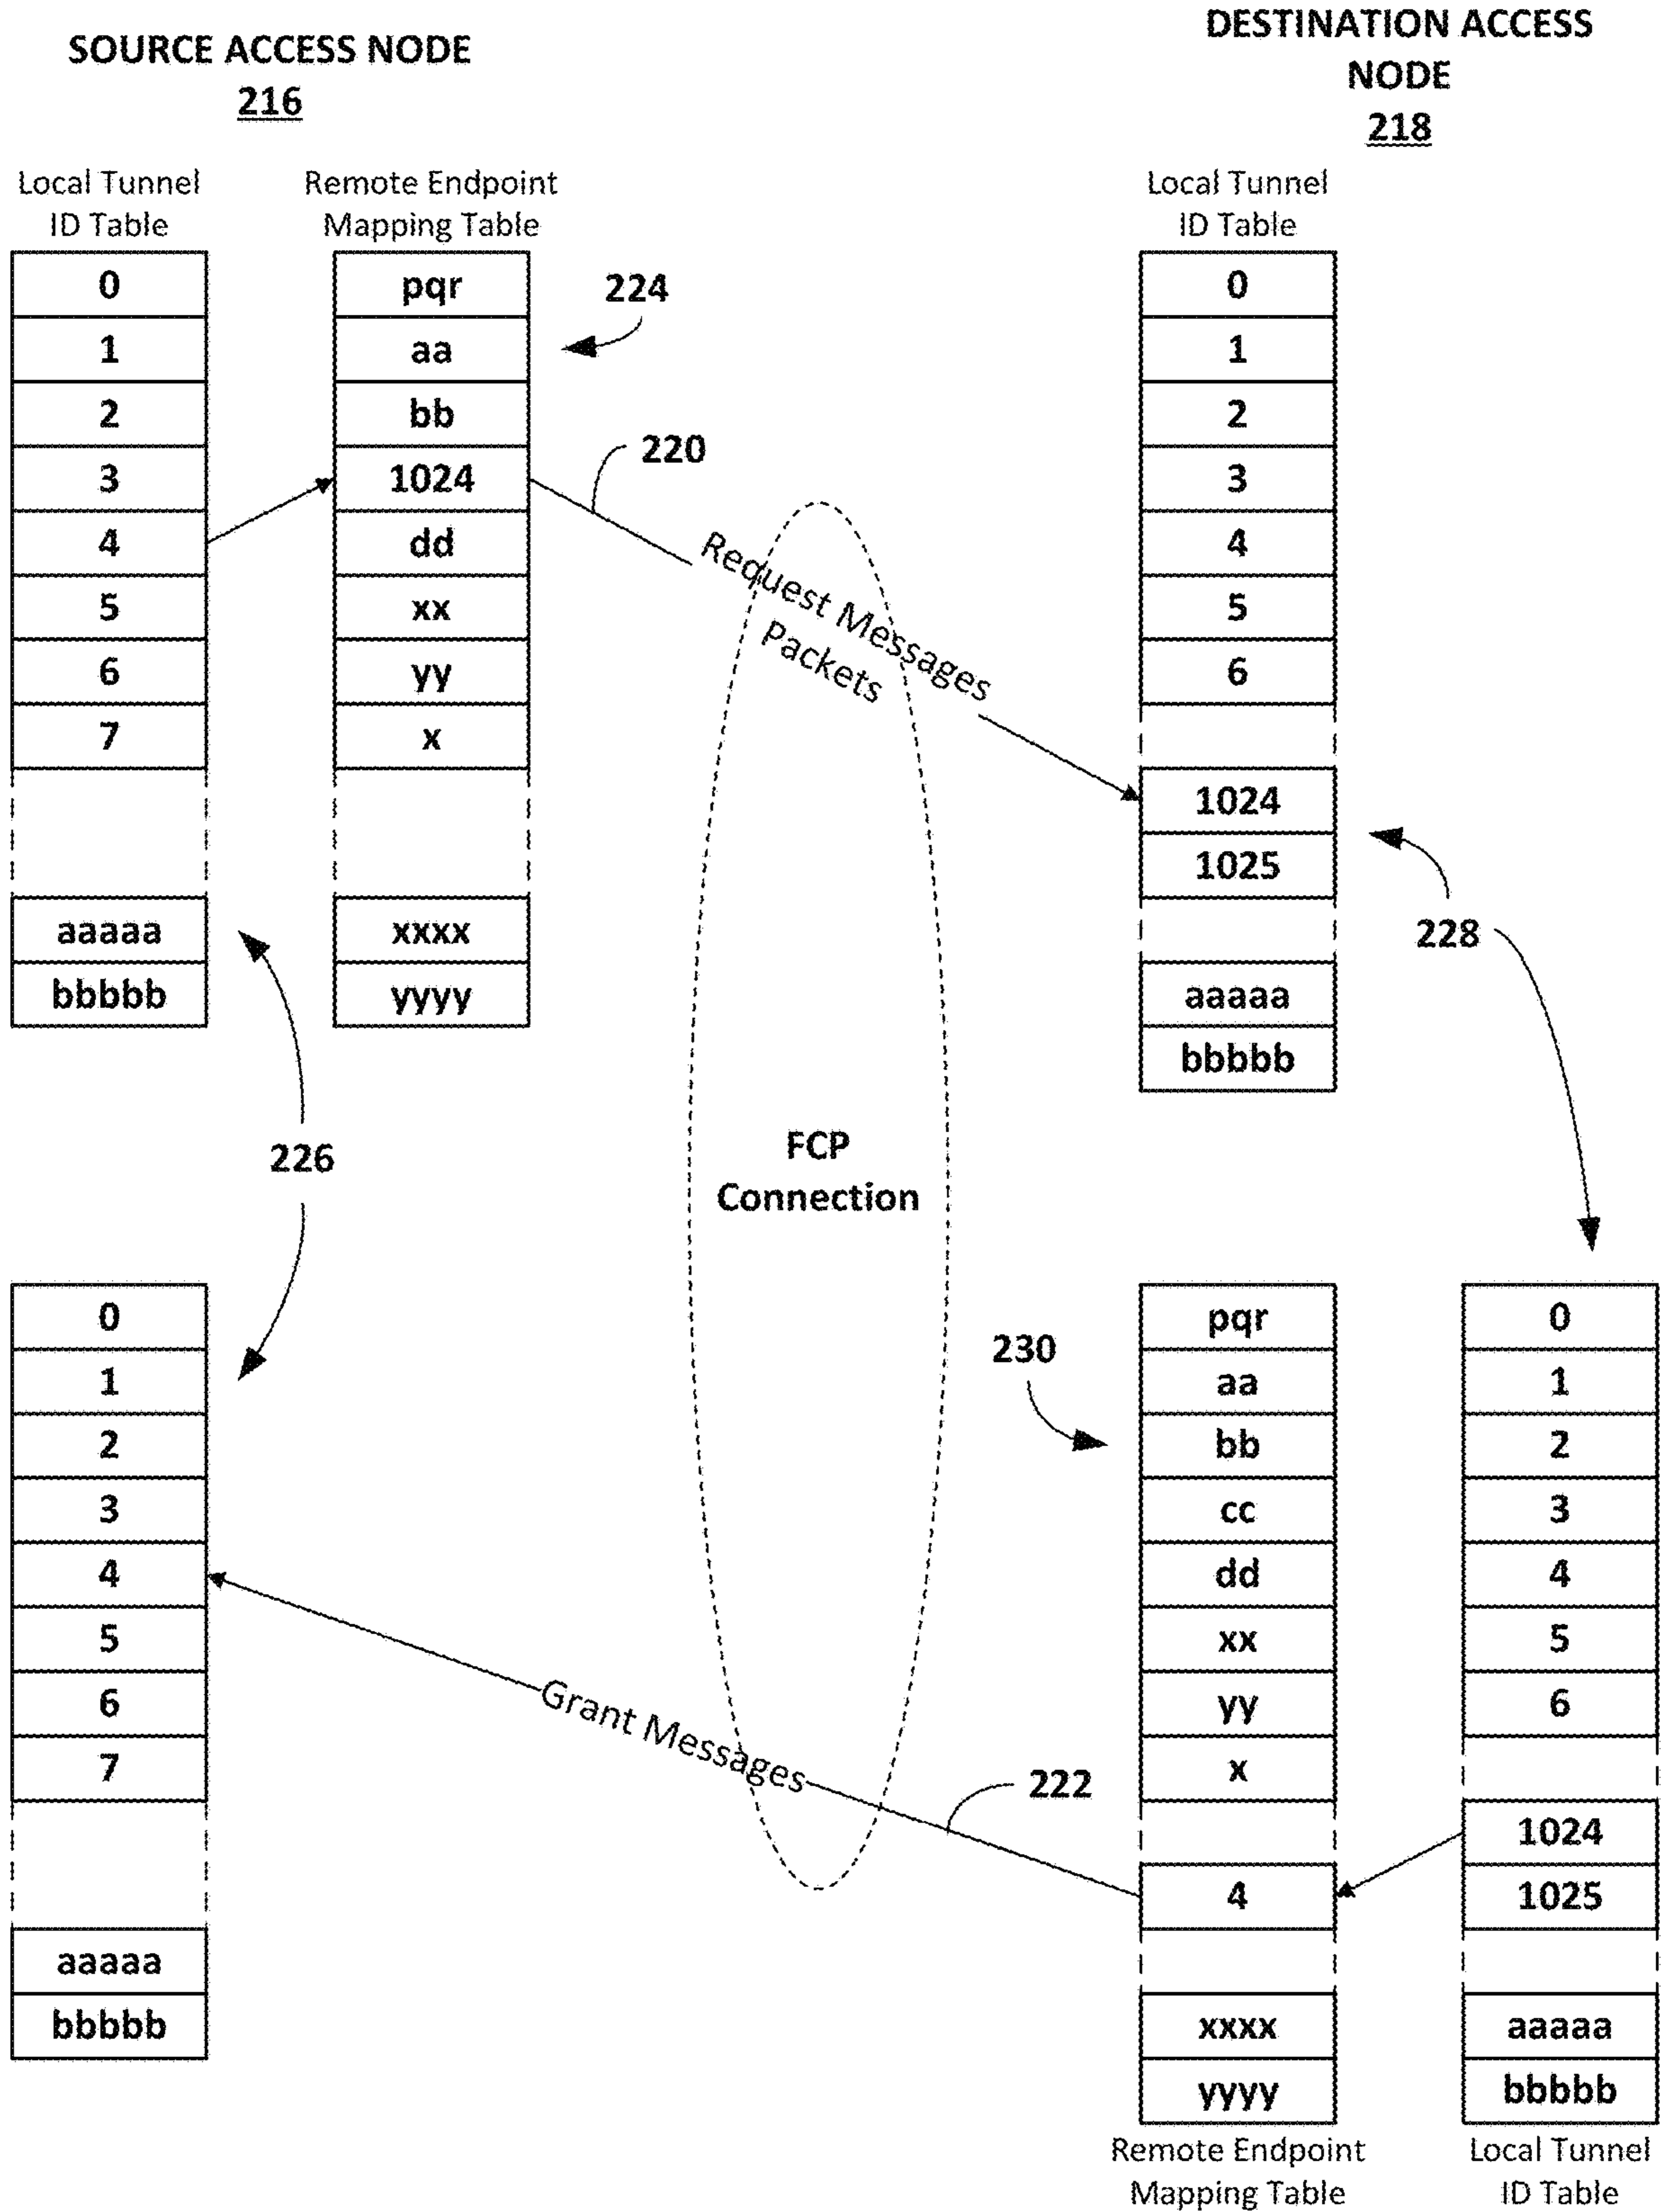 SOURCE ACCESS NODE
216
DESTINATION ACCESS
NODE
218
Local Tunnel
ID Table
0
1
2
3
4
5
6
7
aaaaa
bbbbb
Remote Endpoint
Mapping Table
pqr
aa
bb
1024
dd
xx
yy
x
xxxx
yyyy
224
220
Request Messages
Packets
Local Tunnel
ID Table
0
1
2
3
4
5
6
1024
1025
aaaaa
bbbbb
228
226
FCP
Connection
0
1
2
3
4
5
6
7
aaaaa
bbbbb
Grant Messages
222
230
pqr
aa
bb
cc
dd
xx
yy
x
4
xxxx
yyyy
Remote Endpoint
Mapping Table
0
1
2
3
4
5
6
1024
1025
aaaaa
bbbbb
Local Tunnel
ID Table